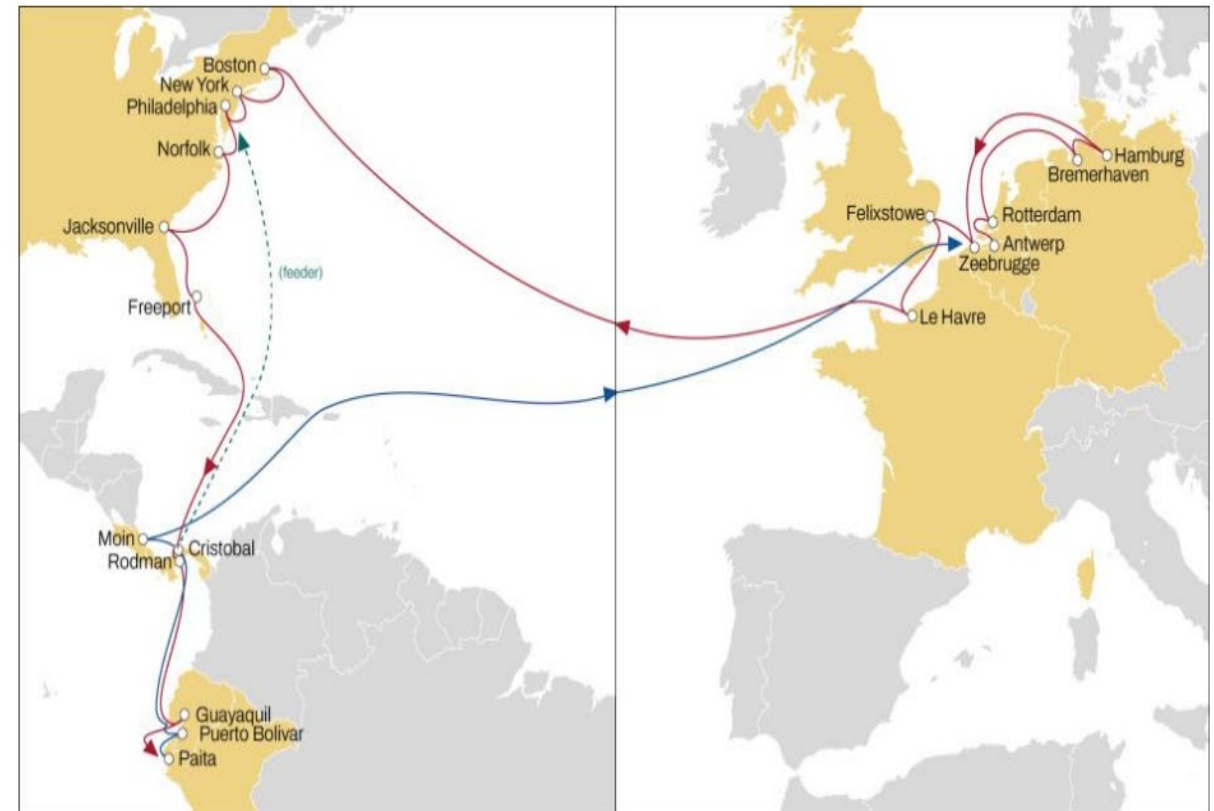 Boston
New York
Philadelphia
Norfolk
Jacksonville
(feeder)
Freeport
Moin
Cristobal
Rodman
Guayaquil
Puerto Bolivar
Paita
Hamburg
Bremerhaven
Felixstowe
Rotterdam
Antwerp
Zeebrugge
Le Havre